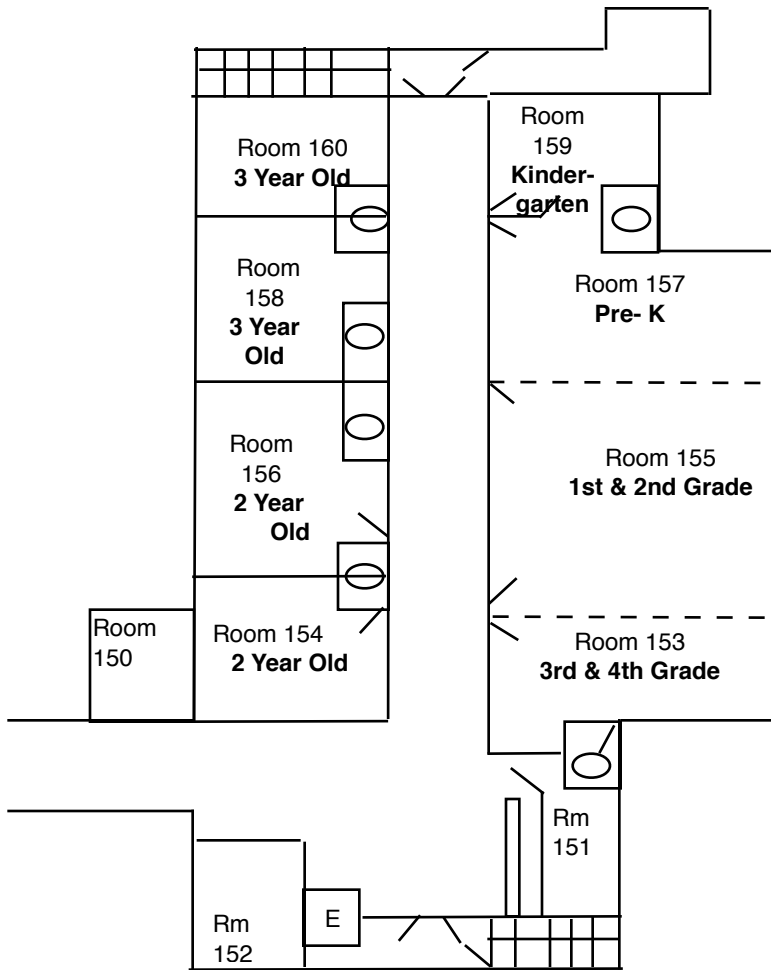 Room 160
3 Year Old
Room
159
Kinder-
garten
Room
158
3 Year
Old
Room 157
Pre- K
Room
156
2 Year
Old
Room 155
1st & 2nd Grade
Room
150
Room 154
2 Year Old
Room 153
3rd & 4th Grade
Rm
151
Rm
152
E